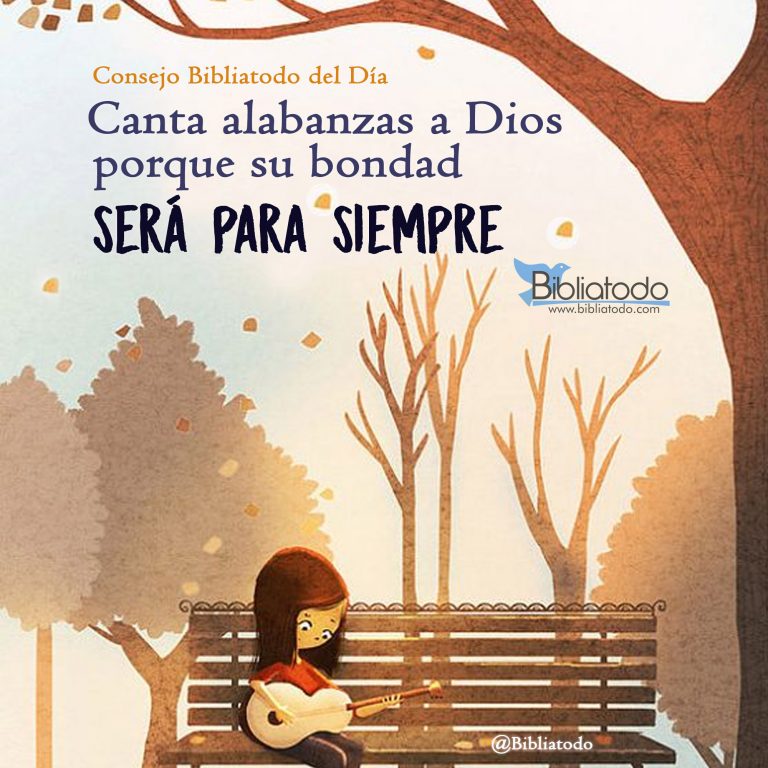 Consejo Bibliatodo del Día
Canta alabanzas a Dios
porque su bondad
SERÁ PARA SIEMPRE
Bibliatodo
www.bibliatodo.com
@Bibliatodo